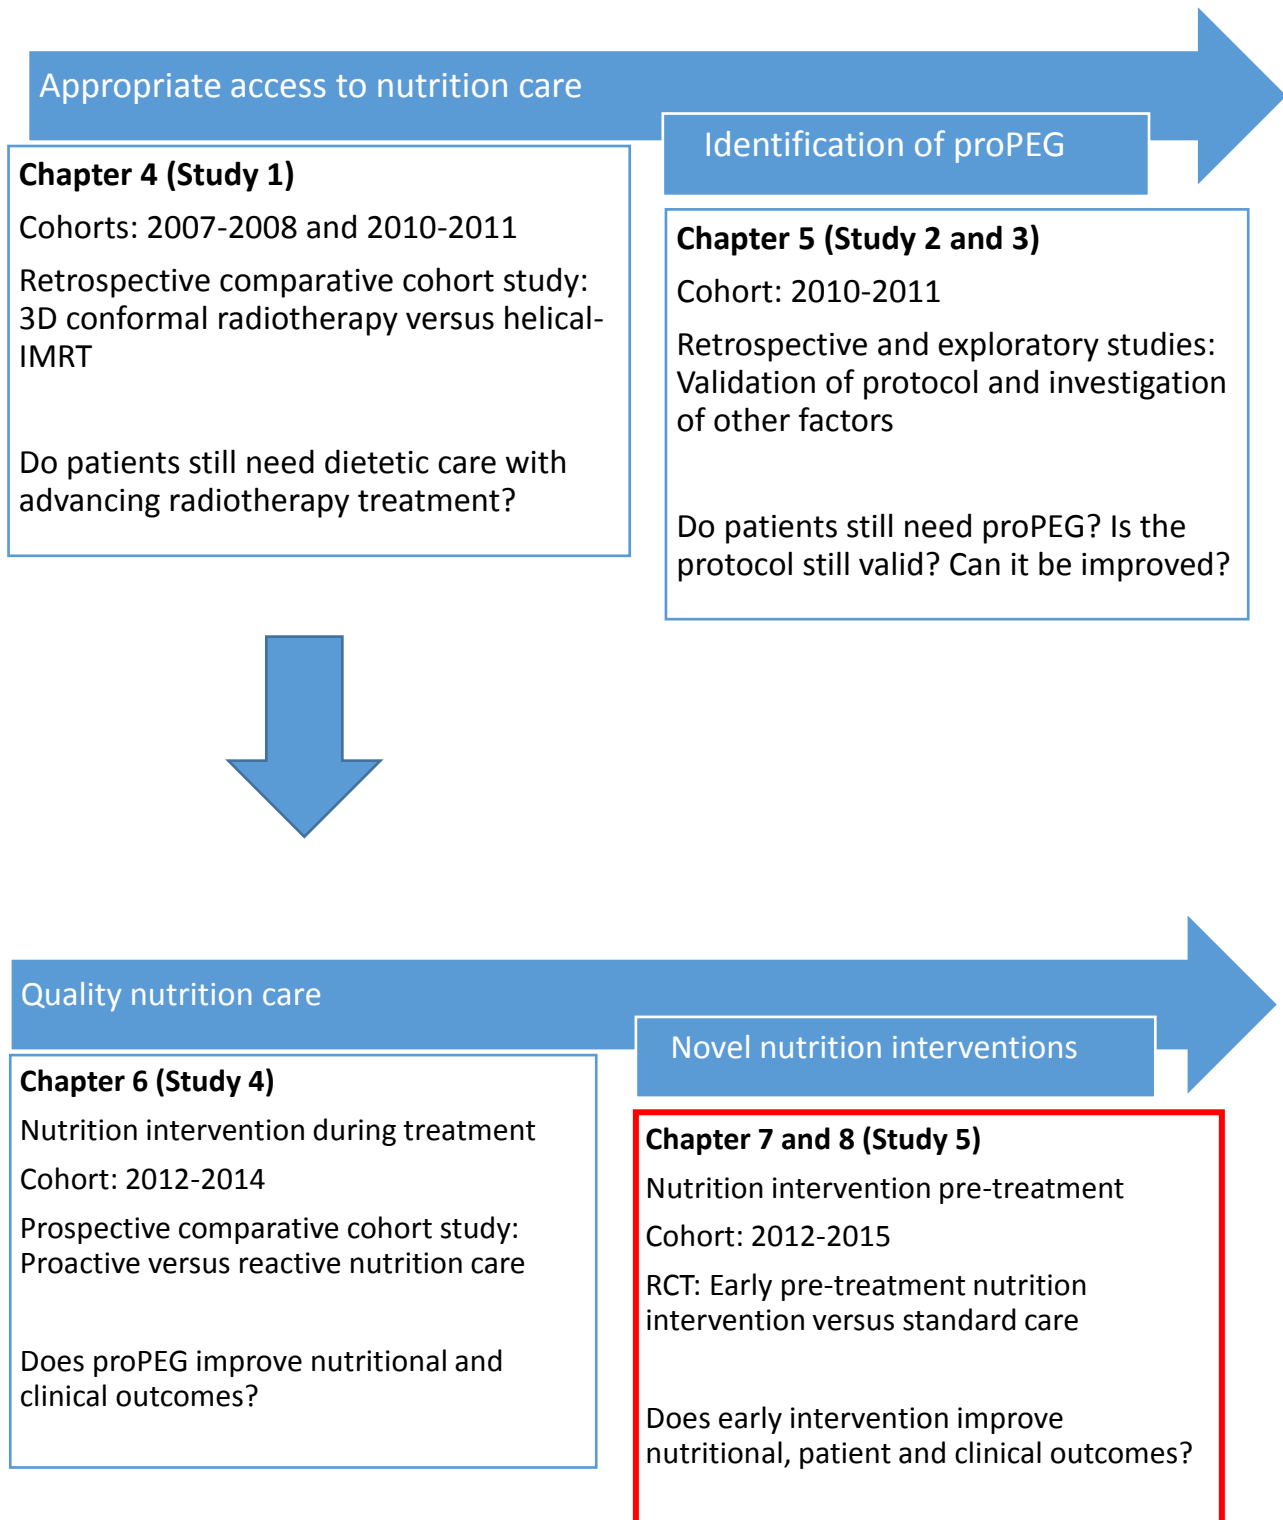 Appropriate access to nutrition care
Identification of proPEG
Chapter 4 (Study 1)
Cohorts: 2007-2008 and 2010-2011
Retrospective comparative cohort study:
3D conformal radiotherapy versus helical-
IMRT
Do patients still need dietetic care with
advancing radiotherapy treatment?
Chapter 5 (Study 2 and 3)
Cohort: 2010-2011
Retrospective and exploratory studies:
Validation of protocol and investigation
of other factors
Do patients still need proPEG? Is the
protocol still valid? Can it be improved?
Quality nutrition care
Novel nutrition interventions
Chapter 6 (Study 4)
Nutrition intervention during treatment
Cohort: 2012-2014
Prospective comparative cohort study:
Proactive versus reactive nutrition care
Does proPEG improve nutritional and
clinical outcomes?
Chapter 7 and 8 (Study 5)
Nutrition intervention pre-treatment
Cohort: 2012-2015
RCT: Early pre-treatment nutrition
intervention versus standard care
Does early intervention improve
nutritional, patient and clinical outcomes?